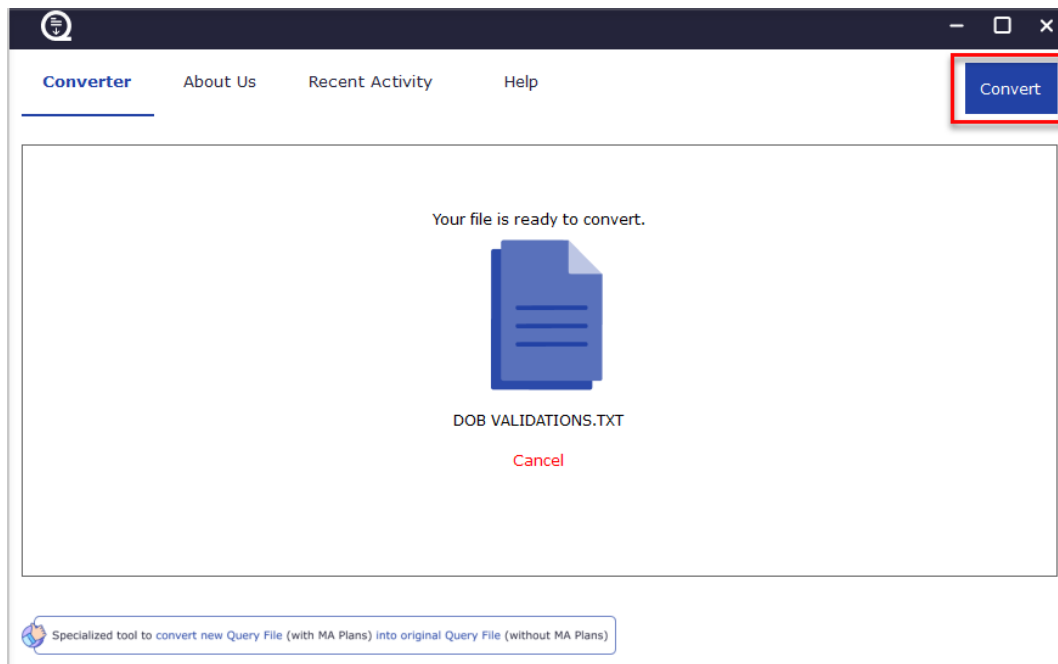 Converter About Us Recent Activity Help Convert
Your file is ready to convert.
DOB VALIDATIONS.TXT
Cancel
Specialized tool to convert new Query File (with MA Plans) into original Query File (without MA Plans)